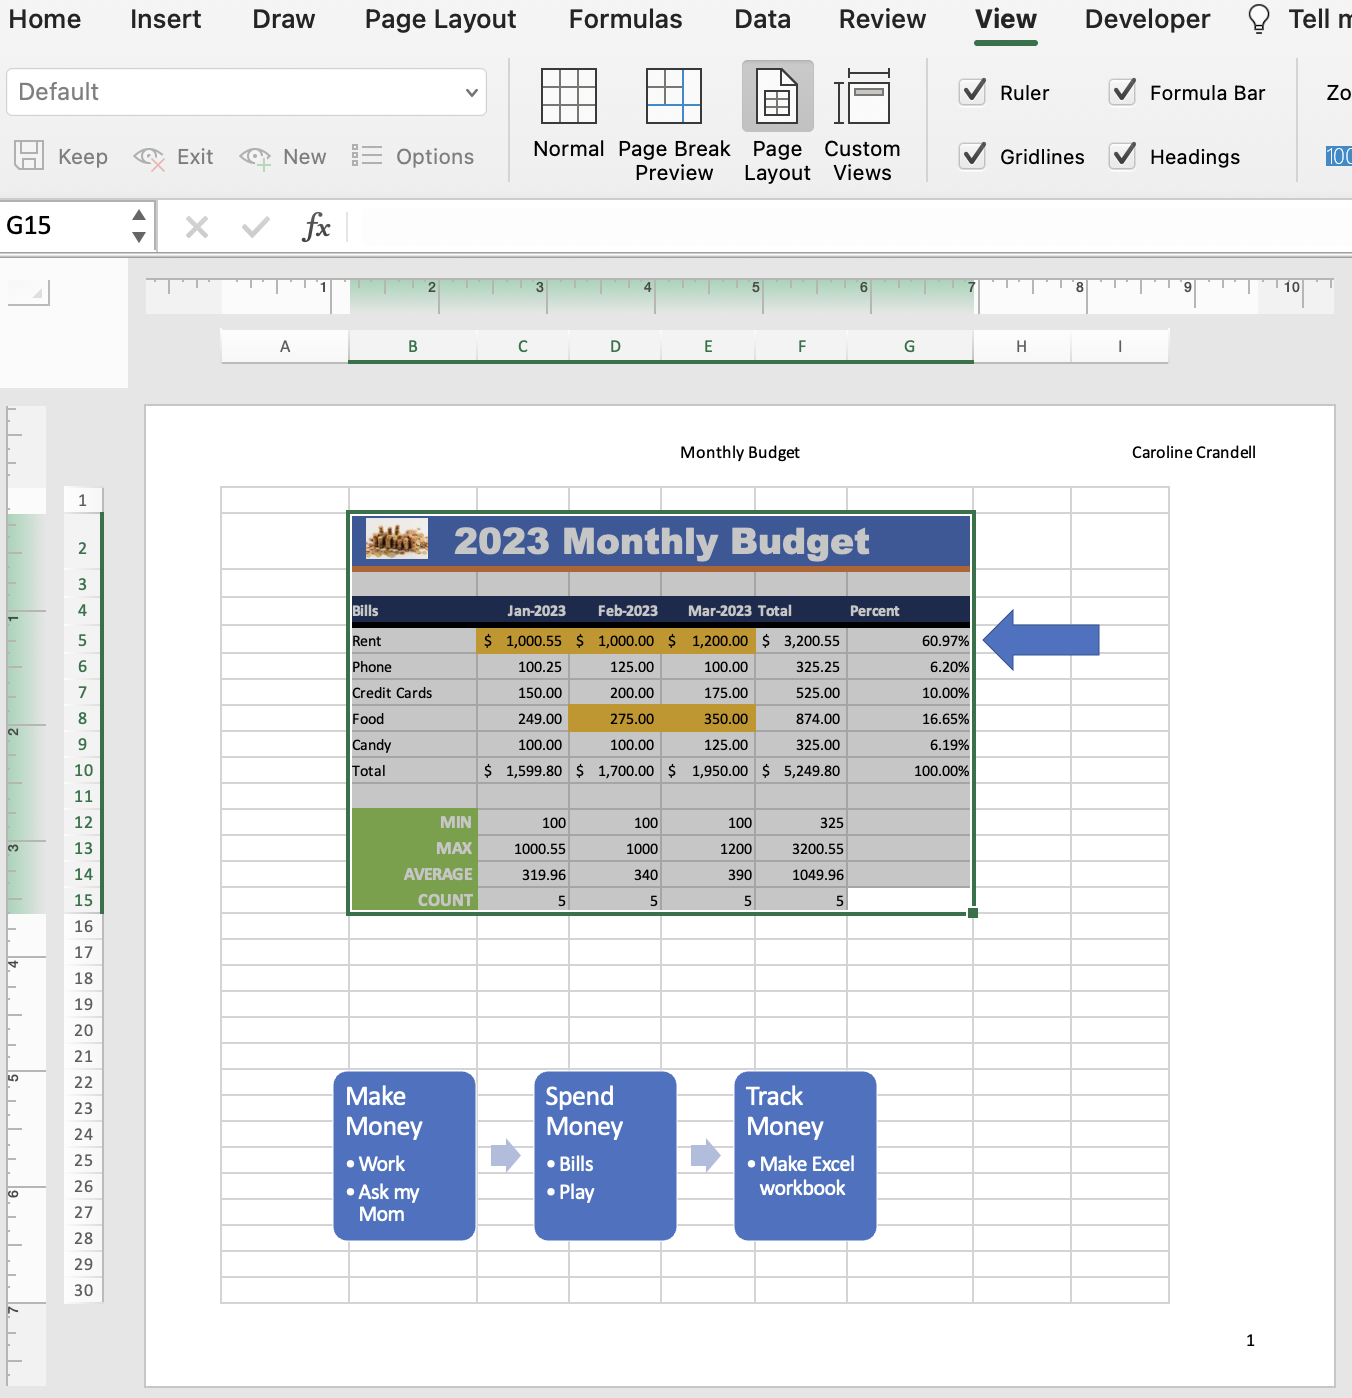 Home Insert Draw Page Layout Formulas Data Review View Developer Tell
Default
Keep Exit New Options
Normal Page Break Preview Page Layout Custom Views
Ruler Formula Bar
Gridlines Headings
100
G15 fx
1 2 3 4 5 6 7 8 9 10
A B C D E F G H I
Monthly Budget Caroline Crandell
1
2 2023 Monthly Budget
3
4 Bills Jan-2023 Feb-2023 Mar-2023 Total Percent
5 Rent $ 1,000.55 $ 1,000.00 $ 1,200.00 $ 3,200.55 60.97%
6 Phone 100.25 125.00 100.00 325.25 6.20%
7 Credit Cards 150.00 200.00 175.00 525.00 10.00%
8 Food 249.00 275.00 350.00 874.00 16.65%
9 Candy 100.00 100.00 125.00 325.00 6.19%
10 Total $ 1,599.80 $ 1,700.00 $ 1,950.00 $ 5,249.80 100.00%
11
12 MIN 100 100 100 325
13 MAX 1000.55 1000 1200 3200.55
14 AVERAGE 319.96 340 390 1049.96
15 COUNT 5 5 5 5
16
17
18
19
20
21
22
23
24
25
26
27
28
29
30
1
2
3
4
5
6
7
Make
Money
• Work
• Ask my
Mom
Spend
Money
• Bills
• Play
Track
Money
• Make Excel
workbook
1